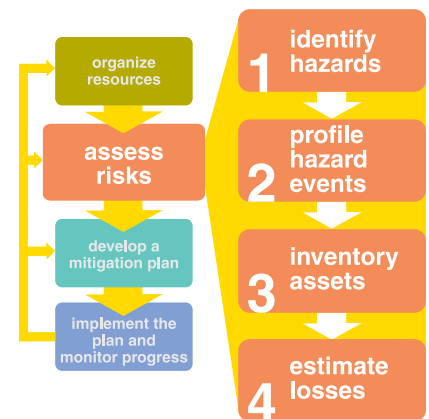 organize
resources
assess
risks
develop a
mitigation plan
implement the
plan and
monitor progress
1
identify
hazards
2
profile
hazard
events
3
inventory
assets
4
estimate
losses